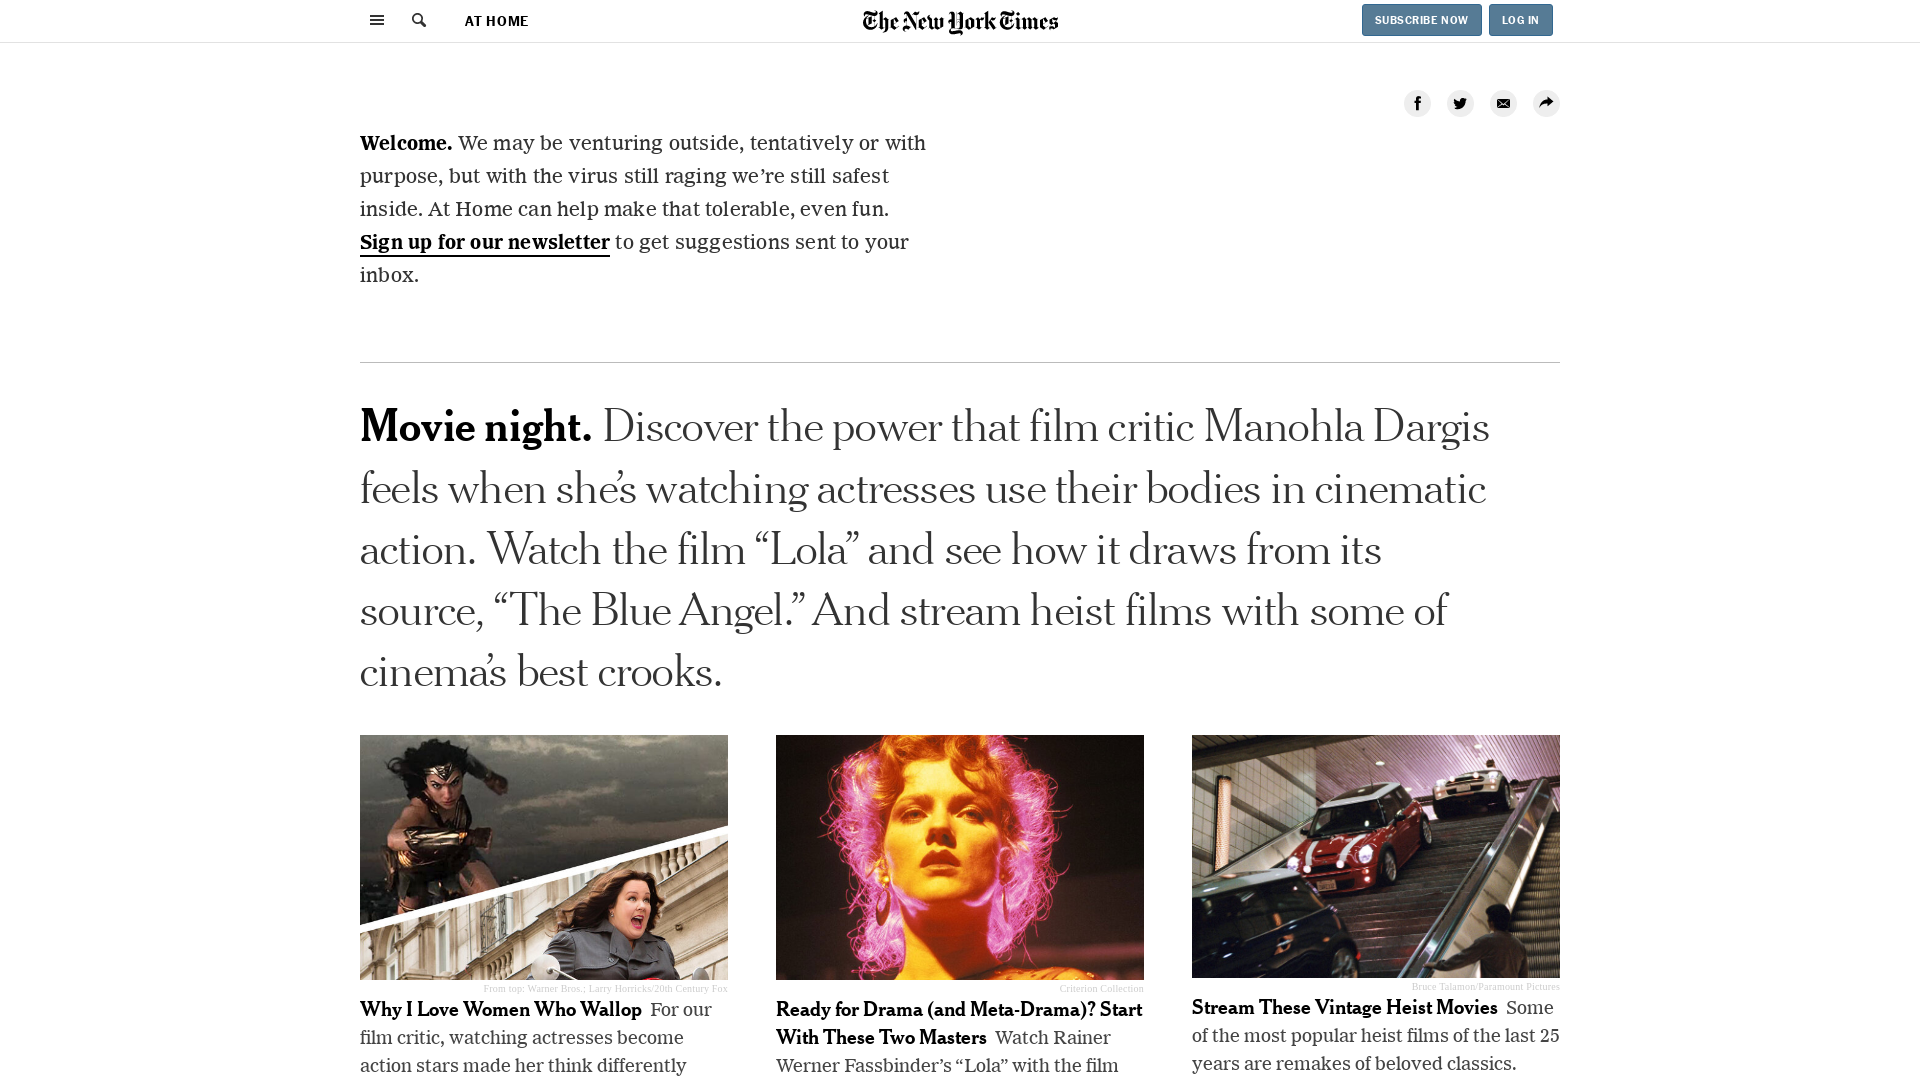 AT HOME
The New York Times
SUBSCRIBE NOW
LOG IN
Welcome. We may be venturing outside, tentatively or with
purpose, but with the virus still raging we’re still safest
inside. At Home can help make that tolerable, even fun.
Sign up for our newsletter to get suggestions sent to your
inbox.
Movie night. Discover the power that film critic Manohla Dargis
feels when she’s watching actresses use their bodies in cinematic
action. Watch the film “Lola” and see how it draws from its
source, “The Blue Angel.” And stream heist films with some of
cinema’s best crooks.
From top: Warner Bros.; Larry Horricks/20th Century Fox
Why I Love Women Who Wallop For our
film critic, watching actresses become
action stars made her think differently
Criterion Collection
Ready for Drama (and Meta-Drama)? Start
With These Two Masters Watch Rainer
Werner Fassbinder’s “Lola” with the film
Bruce Talamon/Paramount Pictures
Stream These Vintage Heist Movies Some
of the most popular heist films of the last 25
years are remakes of beloved classics.